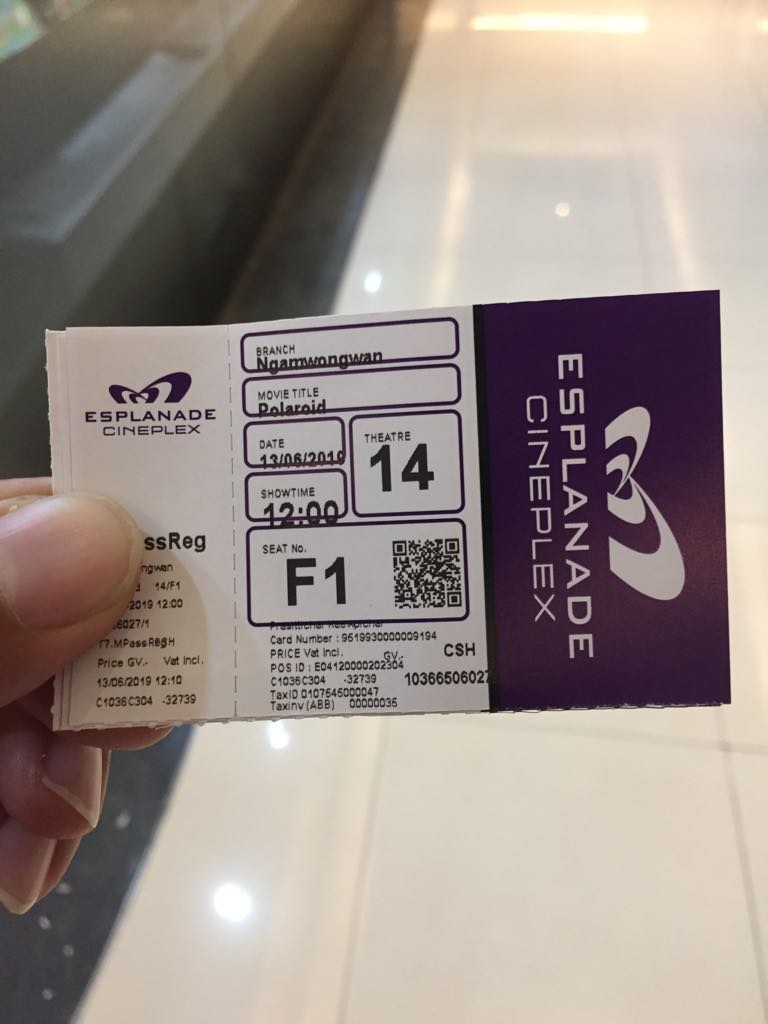 ESPLANADE
CINEPLEX
ssReg
ngwan
14/F1
2019 12:00
6027/1
T7.MPassRegH
Price GV.- Vat Incl.
13/06/2019 12:10
C1036C304 -32739
BRANCH
Ngamwongwan
MOVIE TITLE
Polaroid
DATE
13/06/2019
THEATRE
14
SHOWTIME
12:00
SEAT No.
F1
Card Number : 9519930000009194
PRICE Vat Incl. GV.- CSH
POS ID : E04120000202304
C1036C304 -32739 10366506027
TaxID 0107545000047
Taxinv (ABB) 00000035
ESPLANADE
CINEPLEX